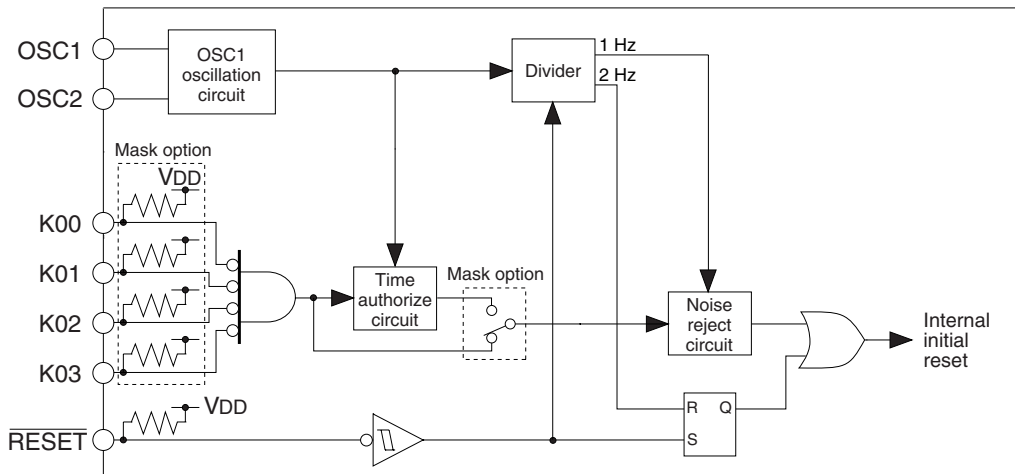 OSC1
OSC2
OSC1
oscillation
circuit
Divider
1 Hz
2 Hz
Mask option
VDD
K00
K01
K02
K03
Time
authorize
circuit
Mask option
Noise
reject
circuit
Internal
initial
reset
RESET
VDD
R Q
S